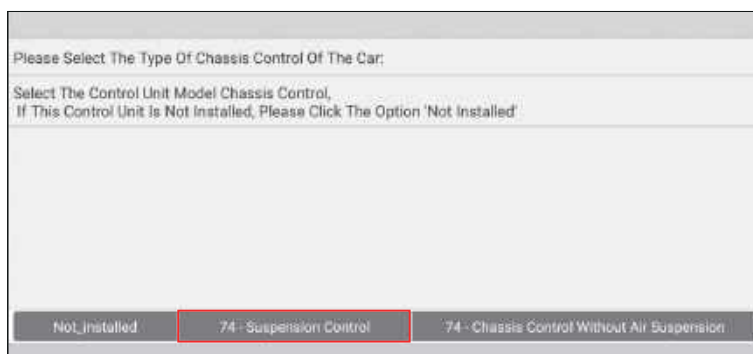 Please Select The Type Of Chassis Control Of The Car:
Select The Control Unit Model Chassis Control,
If This Control Unit Is Not Installed, Please Click The Option 'Not Installed'
Not_installed
74 - Suspension Control
74 - Chassis Control Without Air Suspension